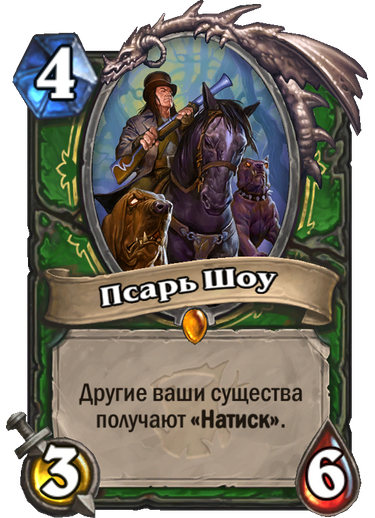 4
Псарь Шоу
Другие ваши существа
получают «Натиск».
3
6